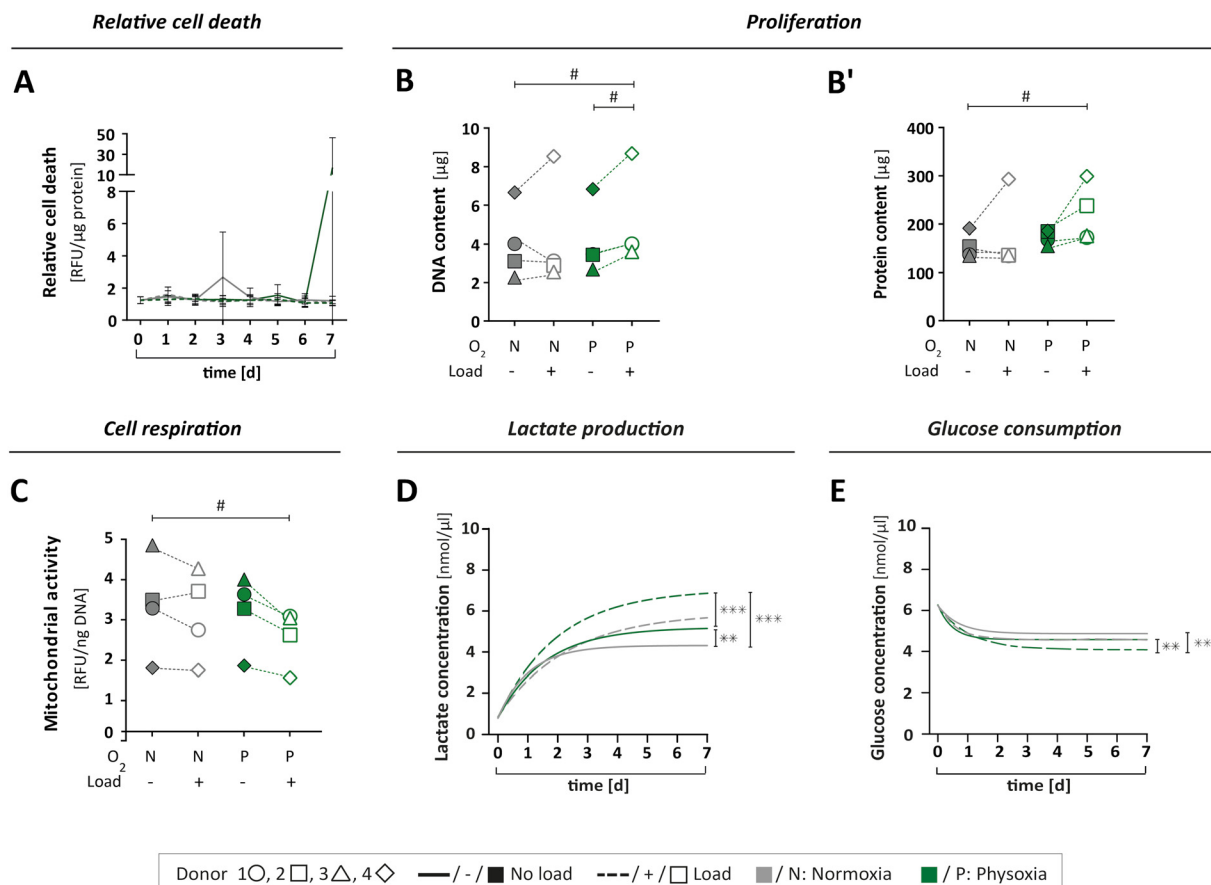 Relative cell death
Proliferation
A
B
B'
#
#
#
Relative cell death
[RFU/µg protein]
50
30
10
8
6
4
2
0
0 1 2 3 4 5 6 7
time [d]
DNA content [µg]
10
8
6
4
2
0
O2 N N P P
Load - + - +
Protein content [µg]
400
300
200
100
0
O2 N N P P
Load - + - +
Cell respiration
Lactate production
Glucose consumption
C
D
E
#
Mitochondrial activity
[RFU/ng DNA]
5
4
3
2
1
0
O2 N N P P
Load - + - +
Lactate concentration [nmol/µl]
10
8
6
4
2
0
0 1 2 3 4 5 6 7
time [d]
***
**
***
Glucose concentration [nmol/µl]
10
8
6
4
2
0
0 1 2 3 4 5 6 7
time [d]
**
**
Donor 1○, 2□, 3△, 4◇ / - / ■ No load / + / □ Load / N: Normoxia / P: Physoxia